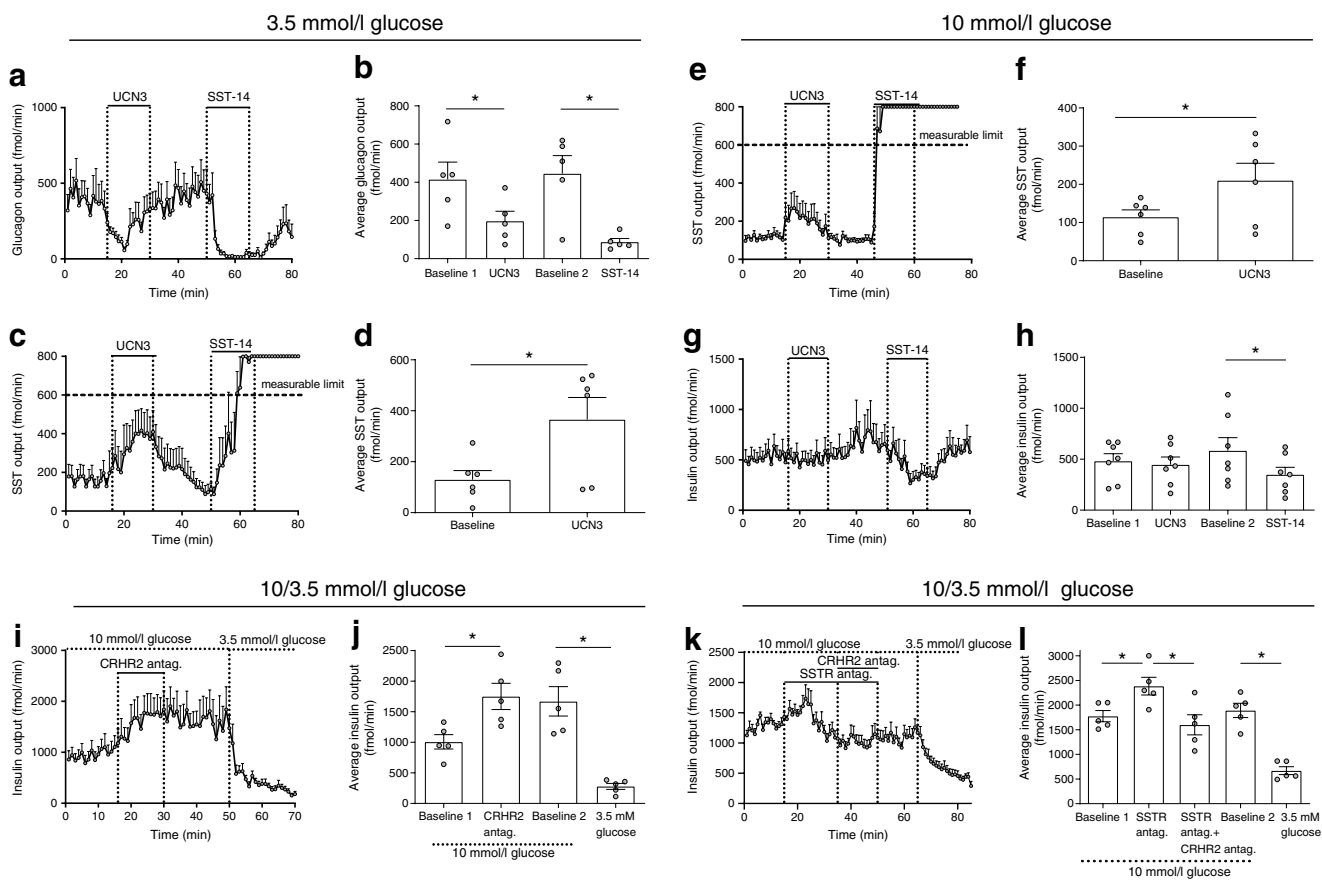 3.5 mmol/l glucose
10 mmol/l glucose
a
Glucagon output (fmol/min)
1000
500
0
UCN3
SST-14
0 20 40 60 80
Time (min)
b
Average glucagon output
(fmol/min)
800
600
400
200
0
*
*
Baseline 1 UCN3 Baseline 2 SST-14
e
SST output (fmol/min)
800
600
400
200
0
UCN3
SST-14
measurable limit
0 20 40 60 80
Time (min)
f
Average SST output
(fmol/min)
400
300
200
100
0
*
Baseline UCN3
c
SST output (fmol/min)
800
600
400
200
0
UCN3
SST-14
measurable limit
0 20 40 60 80
Time (min)
d
Average SST output
(fmol/min)
600
400
200
0
*
Baseline UCN3
g
Insulin output (fmol/min)
1500
1000
500
0
UCN3
SST-14
0 20 40 60 80
Time (min)
h
Average insulin output
(fmol/min)
1500
1000
500
0
*
Baseline 1 UCN3 Baseline 2 SST-14
10/3.5 mmol/l glucose
10/3.5 mmol/l glucose
i
Insulin output (fmol/min)
3000
2000
1000
0
10 mmol/l glucose
3.5 mmol/l glucose
CRHR2 antag.
0 10 20 30 40 50 60 70
Time (min)
j
Average insulin output
(fmol/min)
2500
2000
1500
1000
500
0
*
*
Baseline 1 CRHR2 Baseline 2 3.5 mM
antag. glucose
10 mmol/l glucose
k
Insulin output (fmol/min)
2500
2000
1500
1000
500
0
10 mmol/l glucose
3.5 mmol/l glucose
CRHR2 antag.
SSTR antag.
0 20 40 60 80
Time (min)
l
Average insulin output
(fmol/min)
3000
2500
2000
1500
1000
500
0
*
*
*
Baseline 1 SSTR SSTR Baseline 2 3.5 mM
antag. antag.+ glucose
CRHR2 antag.
10 mmol/l glucose